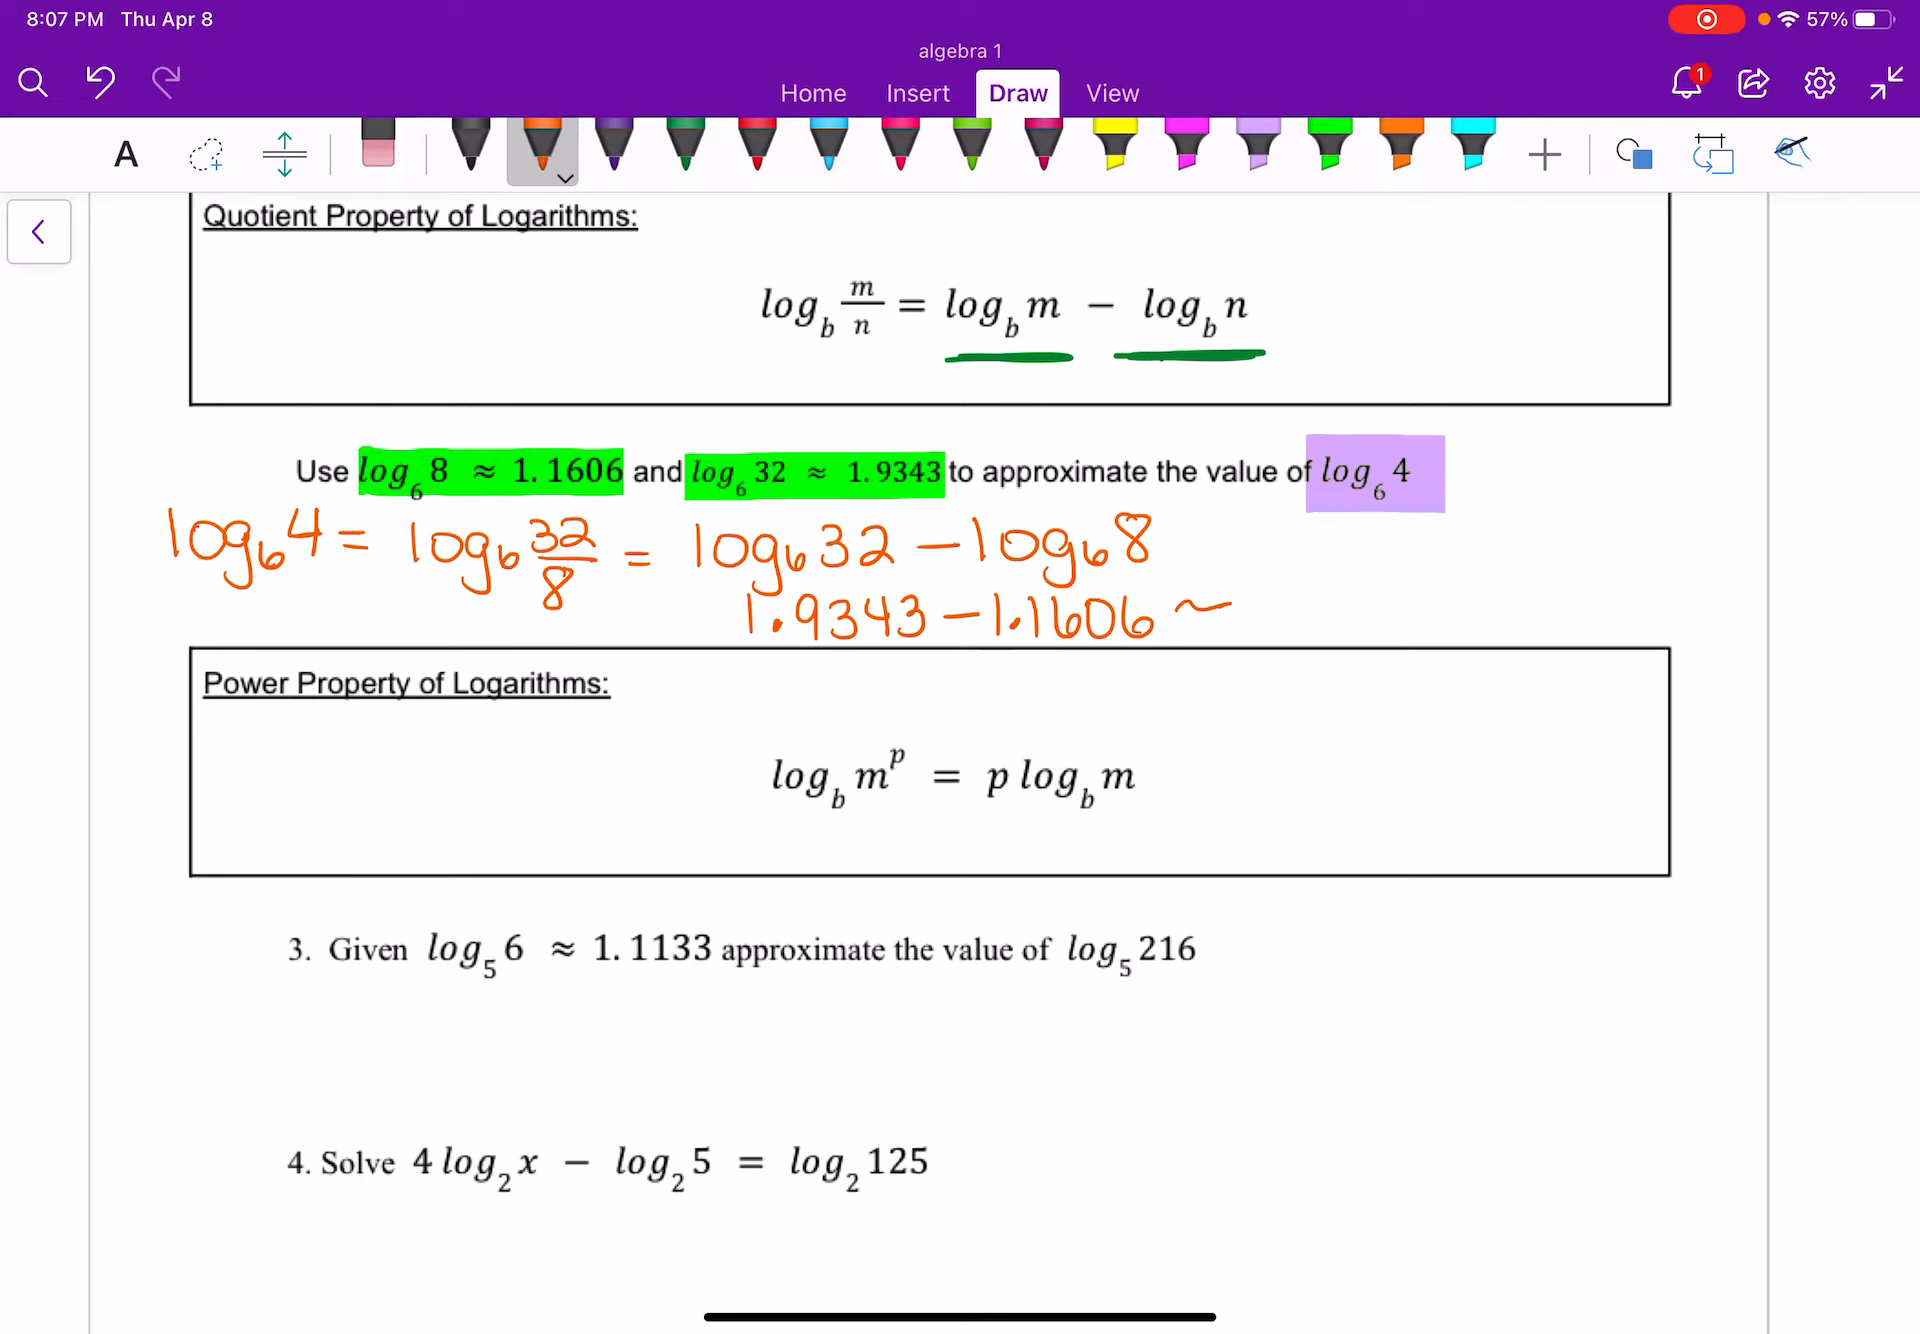 8:07 PM Thu Apr 8
57%
algebra 1
Home Insert Draw View
1
A
Quotient Property of Logarithms:
log_b m/n = log_b m − log_b n
Use log_6 8 ≈ 1.1606 and log_6 32 ≈ 1.9343 to approximate the value of log_6 4
log_6 4 = log_6 32/8 = log_6 32 − log_6 8
1.9343 − 1.1606 ~
Power Property of Logarithms:
log_b m^p = p log_b m
3. Given log_5 6 ≈ 1.1133 approximate the value of log_5 216
4. Solve 4 log_2 x − log_2 5 = log_2 125